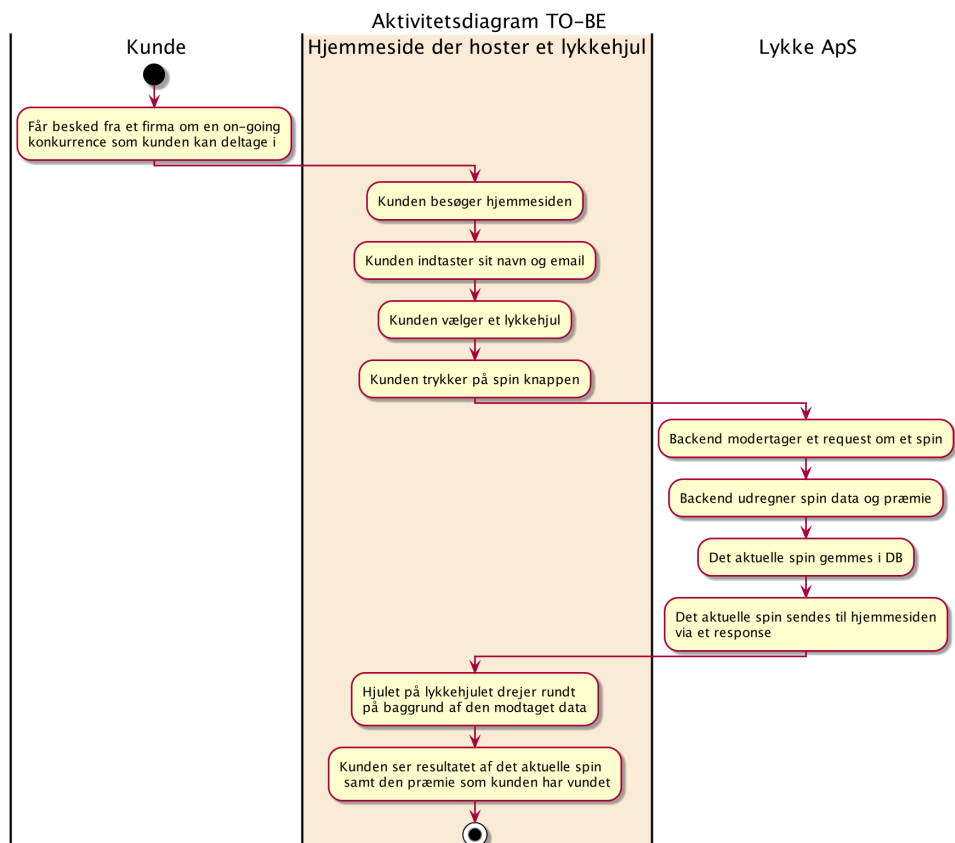 Aktivitetsdiagram TO-BE
Kunde
Hjemmeside der hoster et lykkehjul
Lykke ApS
Får besked fra et firma om en on-going
konkurrence som kunden kan deltage i
Kunden besøger hjemmesiden
Kunden indtaster sit navn og email
Kunden vælger et lykkehjul
Kunden trykker på spin knappen
Backend modertager et request om et spin
Backend udregner spin data og præmie
Det aktuelle spin gemmes i DB
Det aktuelle spin sendes til hjemmesiden
via et response
Hjulet på lykkehjulet drejer rundt
på baggrund af den modtaget data
Kunden ser resultatet af det aktuelle spin
samt den præmie som kunden har vundet